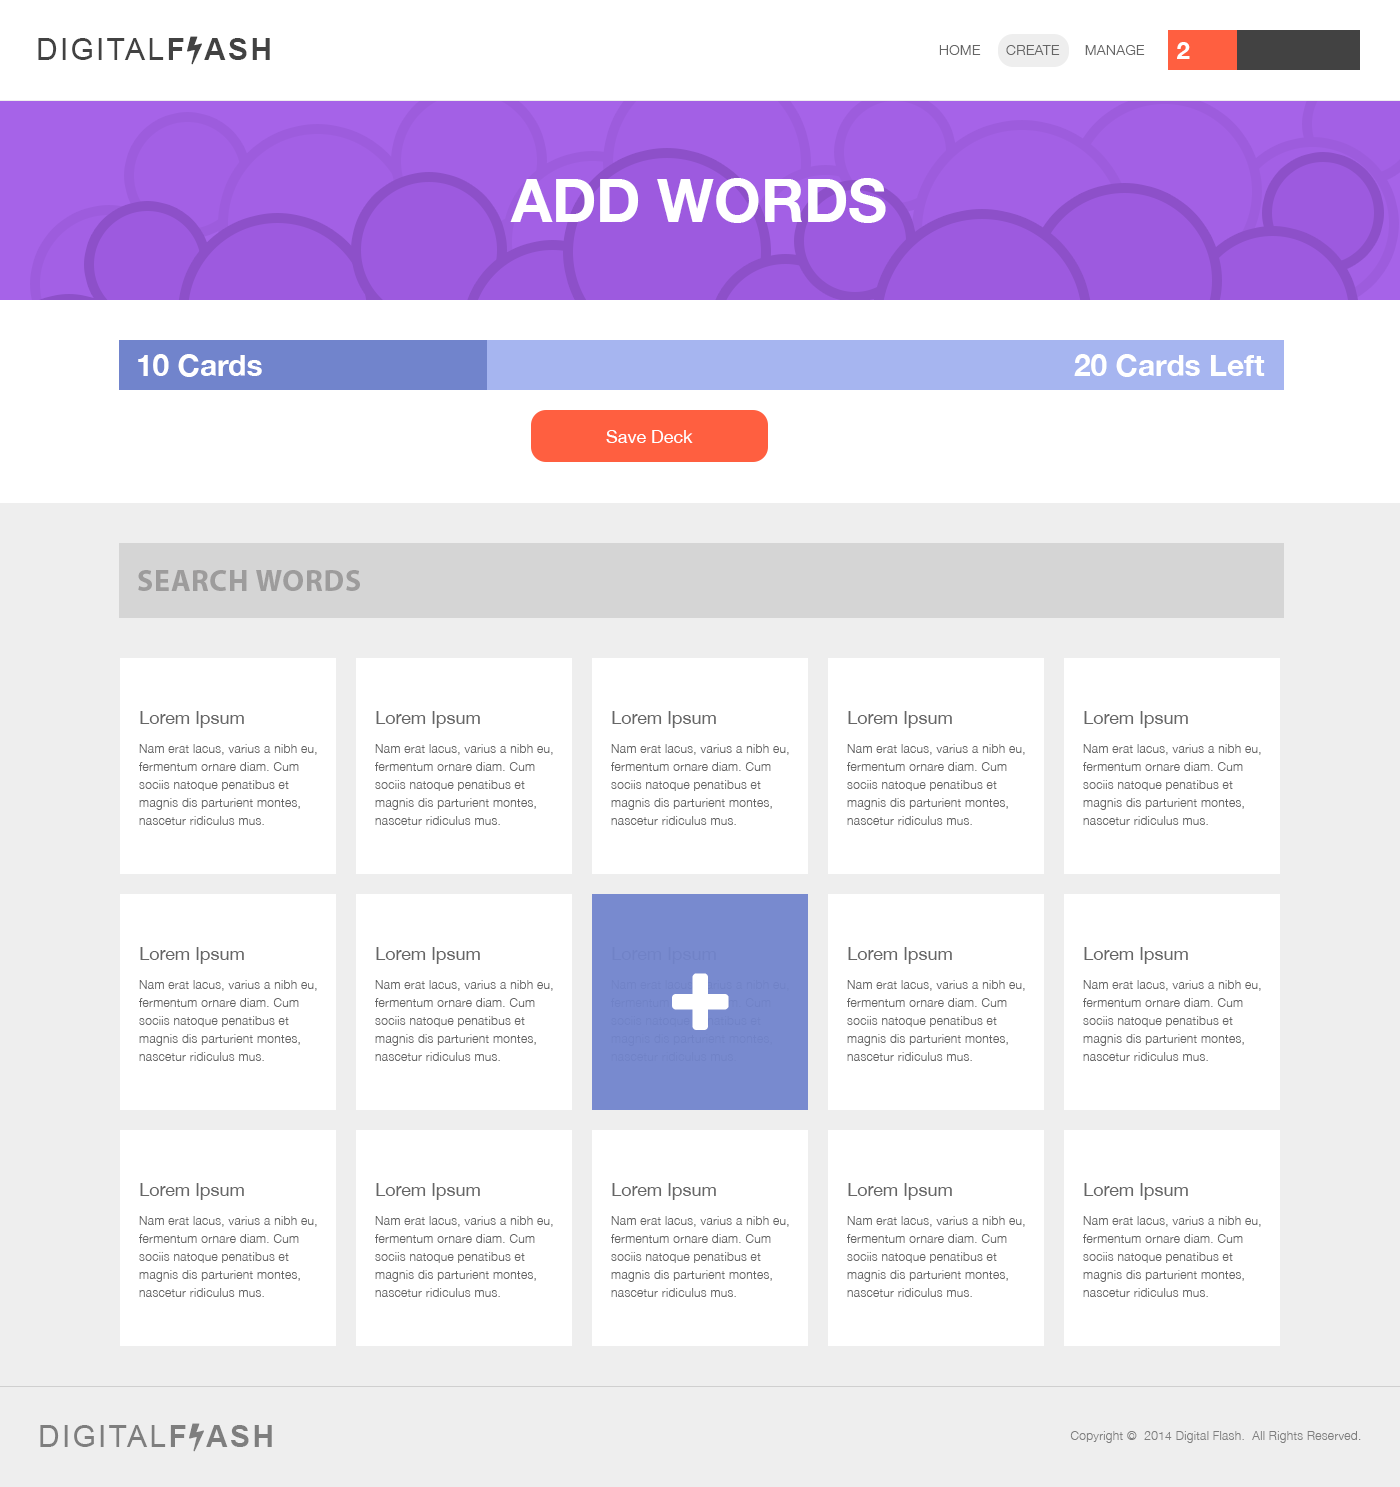 DIGITALFLASH
HOME CREATE MANAGE 2
ADD WORDS
10 Cards 20 Cards Left
Save Deck
SEARCH WORDS
Lorem Ipsum Lorem Ipsum Lorem Ipsum Lorem Ipsum Lorem Ipsum
Nam erat lacus, varius a nibh eu, Nam erat lacus, varius a nibh eu, Nam erat lacus, varius a nibh eu, Nam erat lacus, varius a nibh eu, Nam erat lacus, varius a nibh eu,
fermentum ornare diam. Cum fermentum ornare diam. Cum fermentum ornare diam. Cum fermentum ornare diam. Cum fermentum ornare diam. Cum
sociis natoque penatibus et sociis natoque penatibus et sociis natoque penatibus et sociis natoque penatibus et sociis natoque penatibus et
magnis dis parturient montes, magnis dis parturient montes, magnis dis parturient montes, magnis dis parturient montes, magnis dis parturient montes,
nascetur ridiculus mus. nascetur ridiculus mus. nascetur ridiculus mus. nascetur ridiculus mus. nascetur ridiculus mus.
Lorem Ipsum Lorem Ipsum Lorem Ipsum Lorem Ipsum Lorem Ipsum
Nam erat lacus, varius a nibh eu, Nam erat lacus, varius a nibh eu, Nam erat a nibh eu, Nam erat lacus, varius a nibh eu, Nam erat lacus, varius a nibh eu,
fermentum ornare diam. Cum fermentum ornare diam. Cum fermentum Cum fermentum ornare diam. Cum fermentum ornare diam. Cum
sociis natoque penatibus et sociis natoque penatibus et sociis natoque et sociis natoque penatibus et sociis natoque penatibus et
magnis dis parturient montes, magnis dis parturient montes, magnis dis parturient montes, magnis dis parturient montes, magnis dis parturient montes,
nascetur ridiculus mus. nascetur ridiculus mus. nascetur ridiculus mus. nascetur ridiculus mus. nascetur ridiculus mus.
Lorem Ipsum Lorem Ipsum Lorem Ipsum Lorem Ipsum Lorem Ipsum
Nam erat lacus, varius a nibh eu, Nam erat lacus, varius a nibh eu, Nam erat lacus, varius a nibh eu, Nam erat lacus, varius a nibh eu, Nam erat lacus, varius a nibh eu,
fermentum ornare diam. Cum fermentum ornare diam. Cum fermentum ornare diam. Cum fermentum ornare diam. Cum fermentum ornare diam. Cum
sociis natoque penatibus et sociis natoque penatibus et sociis natoque penatibus et sociis natoque penatibus et sociis natoque penatibus et
magnis dis parturient montes, magnis dis parturient montes, magnis dis parturient montes, magnis dis parturient montes, magnis dis parturient montes,
nascetur ridiculus mus. nascetur ridiculus mus. nascetur ridiculus mus. nascetur ridiculus mus. nascetur ridiculus mus.
DIGITALFLASH Copyright © 2014 Digital Flash. All Rights Reserved.